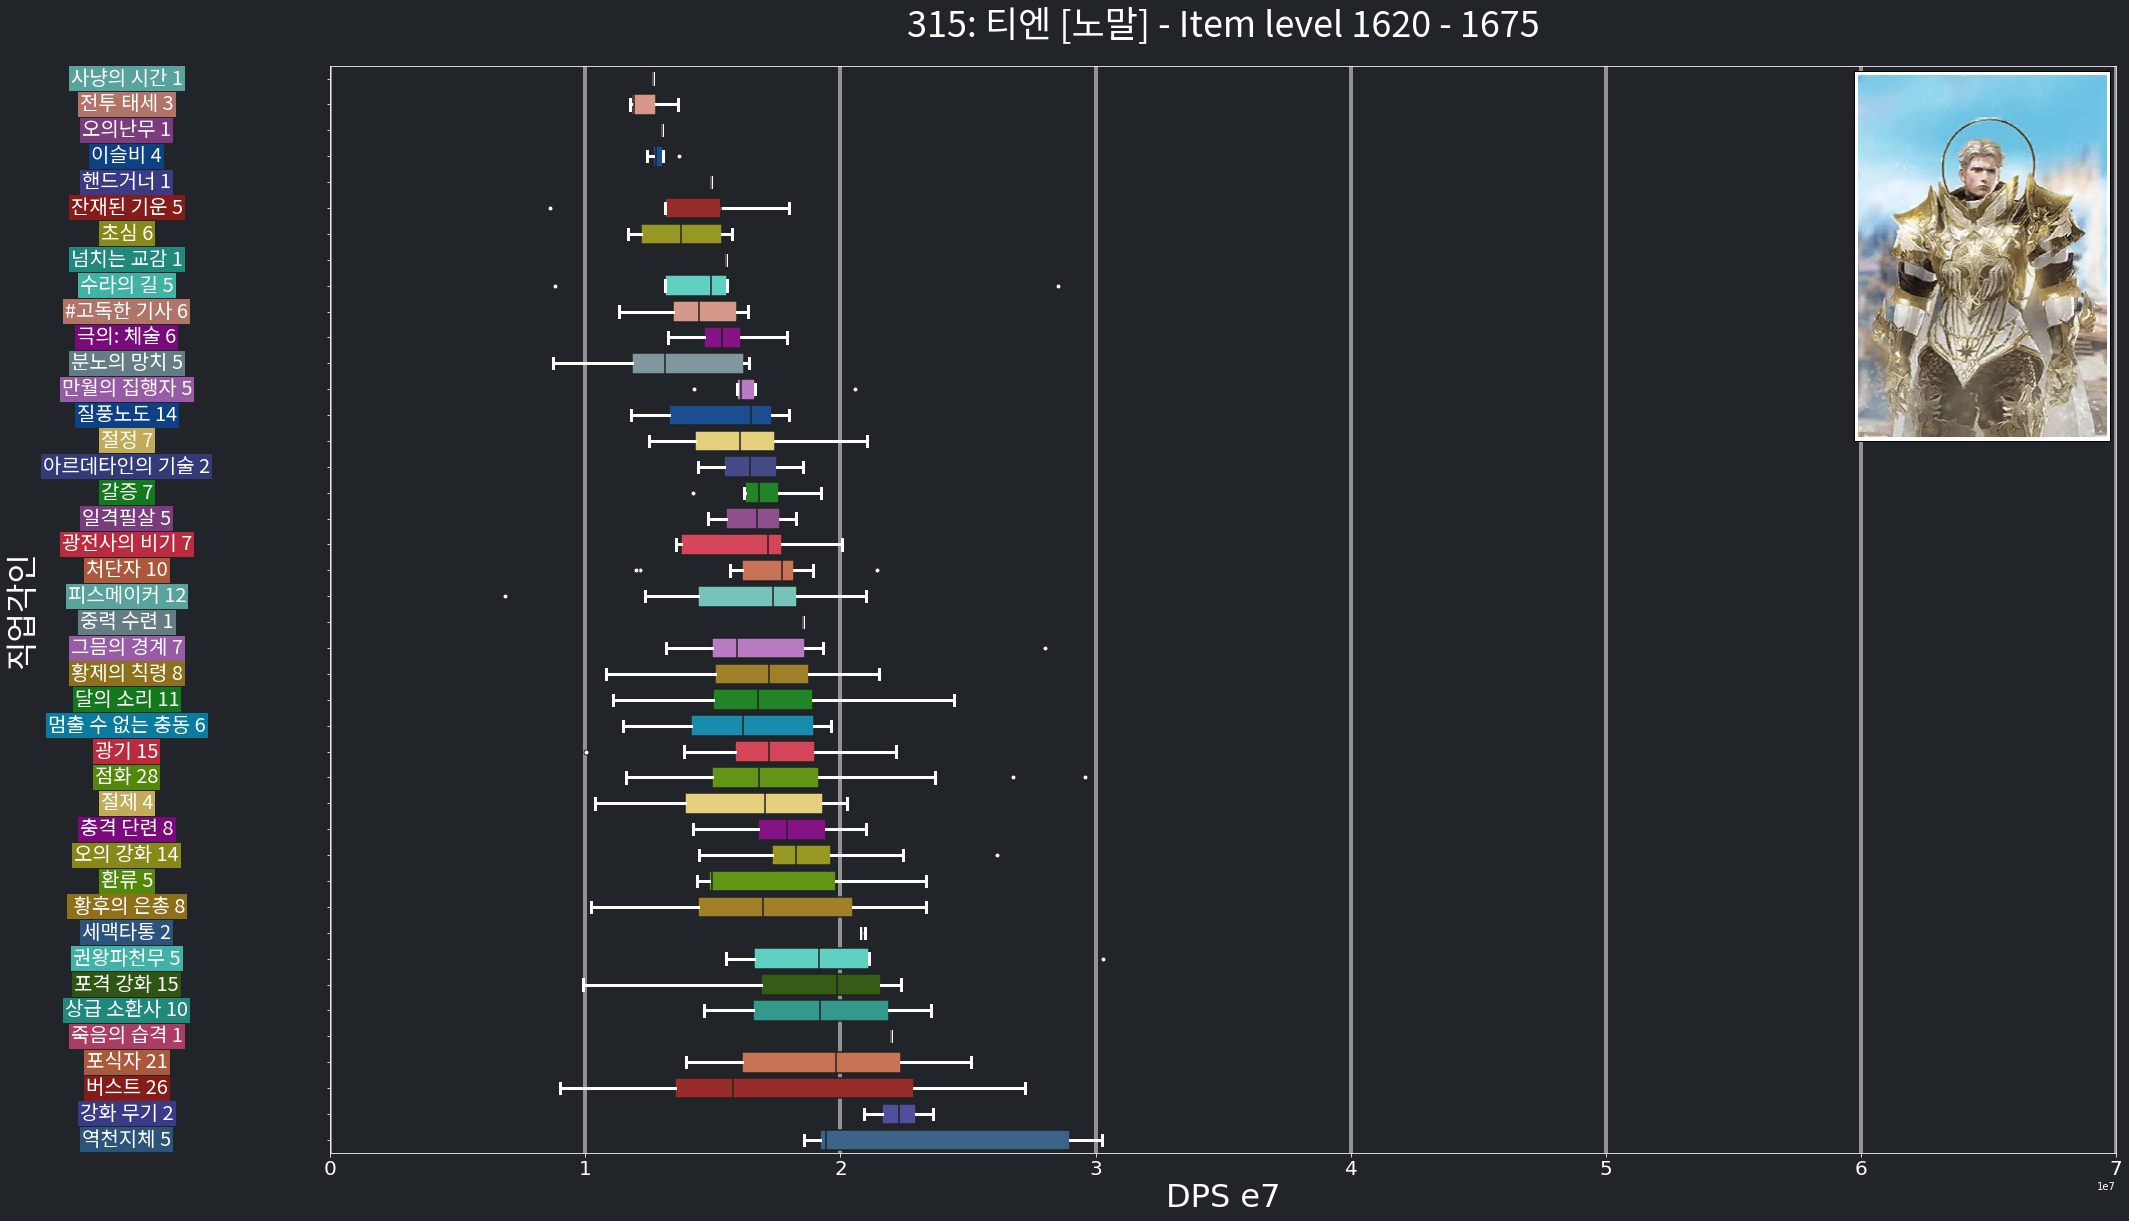 315: 티엔 [노말] - Item level 1620 - 1675
사냥의 시간 1
전투 태세 3
오의난무 1
이슬비 4
핸드거너 1
잔재된 기운 5
초심 6
넘치는 교감 1
수라의 길 5
#고독한 기사 6
극의: 체술 6
분노의 망치 5
만월의 집행자 5
질풍노도 14
절정 7
아르데타인의 기술 2
갈증 7
일격필살 5
광전사의 비기 7
처단자 10
피스메이커 12
중력 수련 1
그믐의 경계 7
황제의 칙령 8
달의 소리 11
멈출 수 없는 충동 6
광기 15
점화 28
절제 4
충격 단련 8
오의 강화 14
환류 5
황후의 은총 8
세맥타통 2
권왕파천무 5
포격 강화 15
상급 소환사 10
죽음의 습격 1
포식자 21
버스트 26
강화 무기 2
역천지체 5
직업각인
0 1 2 3 4 5 6 7
1e7
DPS e7